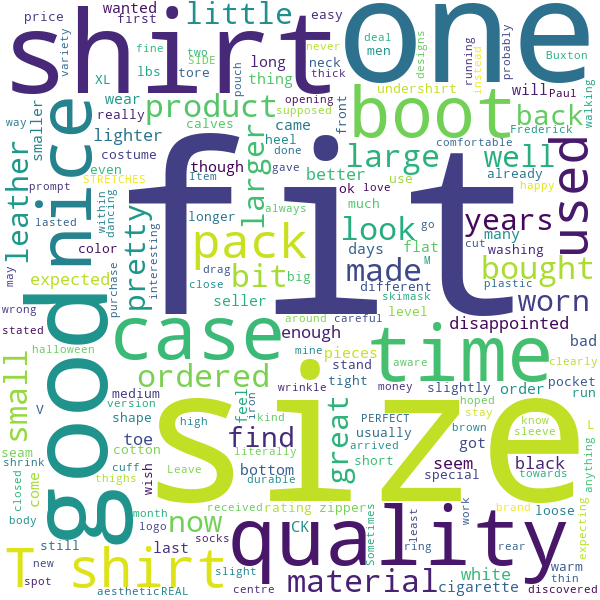 price
wanted
first
little
easy
one
variety
fine
two
SIDE
never
deal
men
designs
running
instead
probably
Buxton
shirt
XL
lbs
tore
neck
long
thing
thick
pouch
undershirt
will
Paul
walking
way
smaller
wear
product
opening
supposed
front
boot
back
Frederick
comfortable
really
lighter
calves
came
heel
done
gave
better
large
well
already
happy
nice
good
leather
even
costume
though
item
ok
love
use
used
prompt
STRETCHES
pretty
within
dancing
larger
always
longer
much
look
go
years
many
cut
washing
M
lasted
color
interesting
pack
days
flat
fit
may
expected
drag
close
big
different
made
bought
wrong
stated
purchase
seller
bit
skimask
plastic
worn
around
careful
level
halloween
version
case
enough
mine
pieces
disappointed
time
bad
clearly
small
V
medium
shape
ordered
wrinkle
stand
tight
money
aware
slightly
order
pocket
run
hoped
stay
seam
shrink
toe
cotton
feel
iron
kind
PERFECT
usually
arrived
brown
got
know
sleeve
L
anything
closed
come
cuff
thighs
wish
high
find
great
size
literally
short
seem
special
black
towards
body
month
logo
Leave
bottom
durable
zippers
expecting
still
now
received
rating
CK
Sometimes
least
quality
work
brand
loose
new
spot
T shirt
last
socks
slight
ring
rear
warm
thin
aesthetic
REAL
centre
material
cigarette
white
discovered